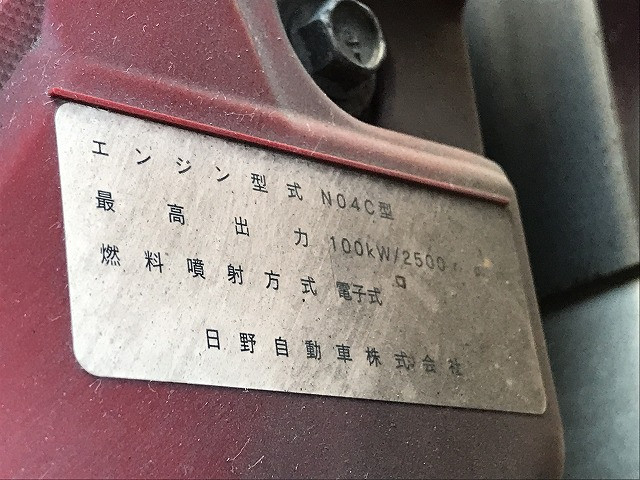 エンジン型式 N04C型
最高出力 100kW/2500
燃料噴射方式 電子式
日野自動車株式会社